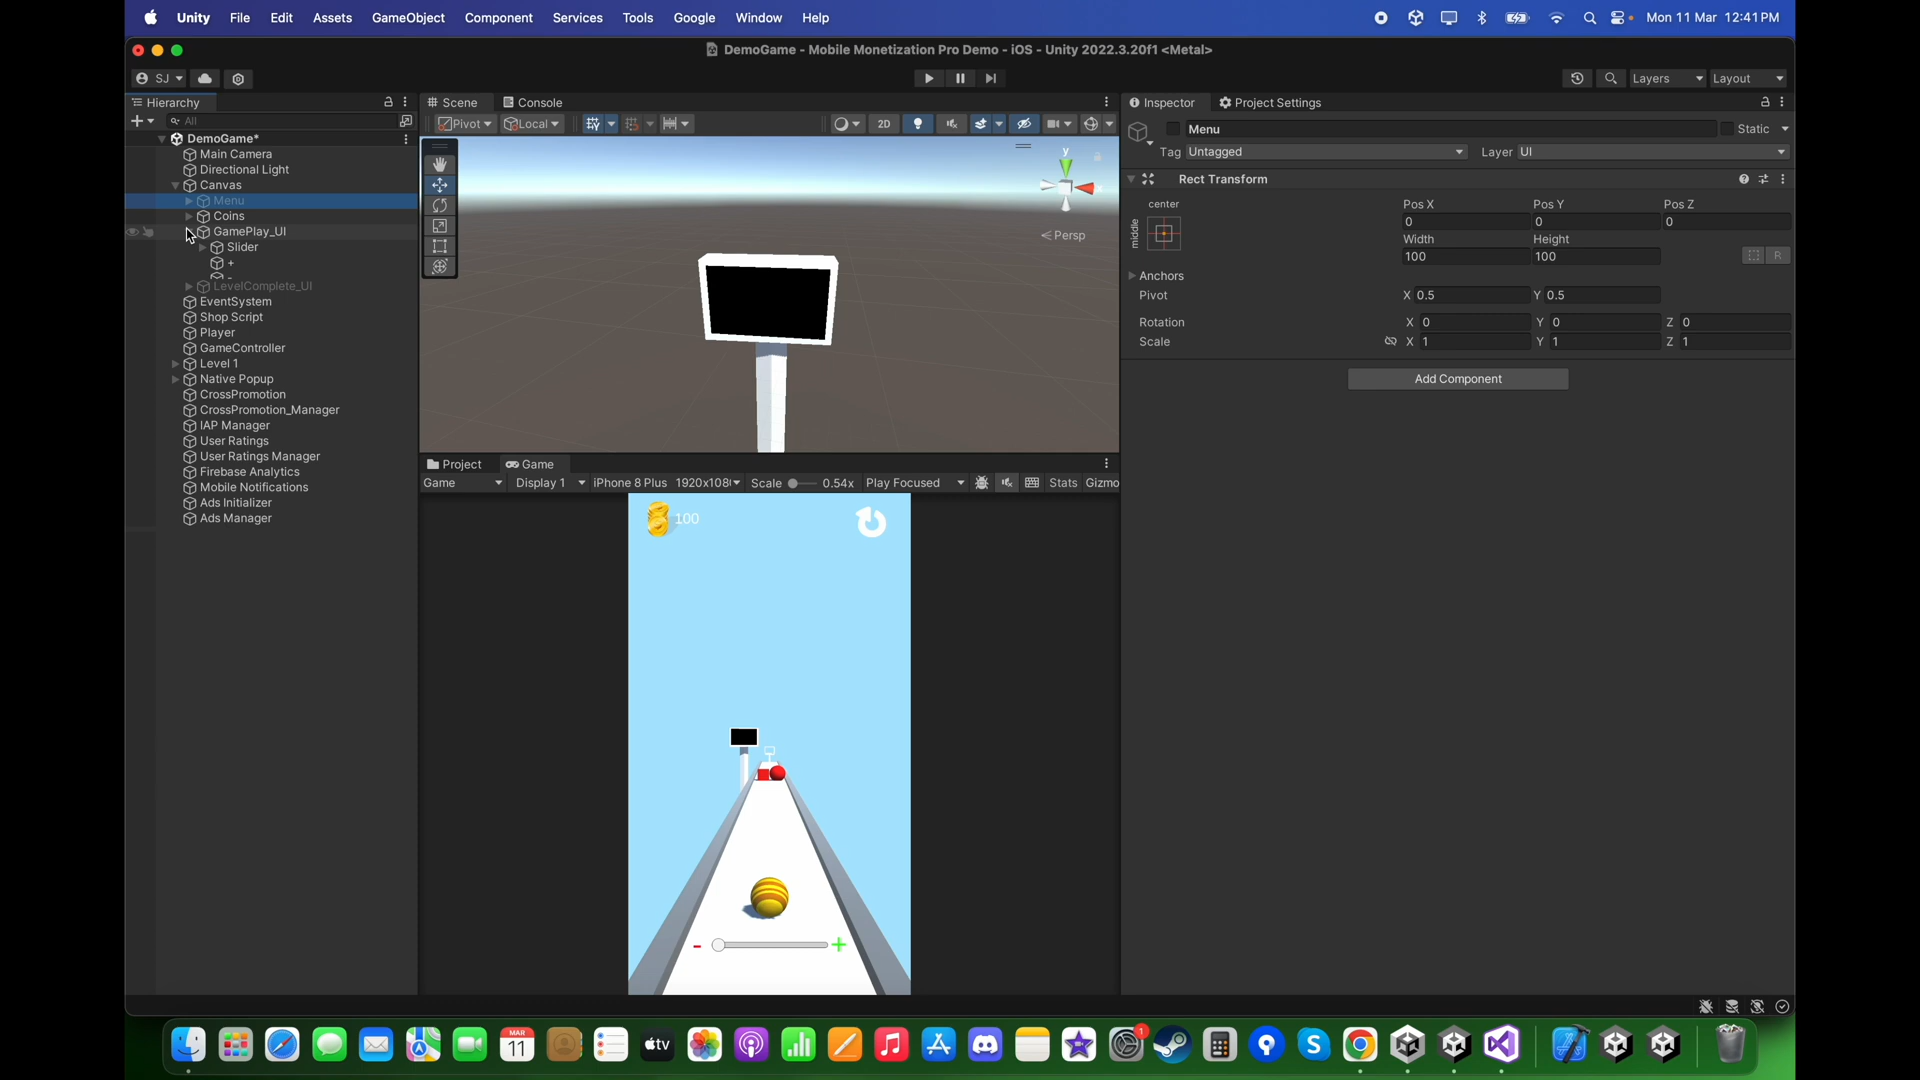 Unity File Edit Assets GameObject Component Services Tools Google Window Help Mon 11 Mar 12:41 PM
DemoGame - Mobile Monetization Pro Demo - iOS - Unity 2022.3.20f1 <Metal>
SJ Layers Layout
Hierarchy
All
DemoGame*
Main Camera
Directional Light
Canvas
Menu
Coins
GamePlay_UI
Slider
+
-
LevelComplete_UI
EventSystem
Shop Script
Player
GameController
Level 1
Native Popup
CrossPromotion
CrossPromotion_Manager
IAP Manager
User Ratings
User Ratings Manager
Firebase Analytics
Mobile Notifications
Ads Initializer
Ads Manager
Scene Console
Pivot Local 2D
y
< Persp
Project Game
Game Display 1 iPhone 8 Plus 1920x108 Scale 0.54x Play Focused Stats Gizmo
100
- +
Inspector Project Settings
Menu Static
Tag Untagged Layer UI
Rect Transform
center Pos X Pos Y Pos Z
middle 0 0 0
Width Height
100 100 R
Anchors
Pivot X 0.5 Y 0.5
Rotation X 0 Y 0 Z 0
Scale X 1 Y 1 Z 1
Add Component
MAR
11
tv
1
S